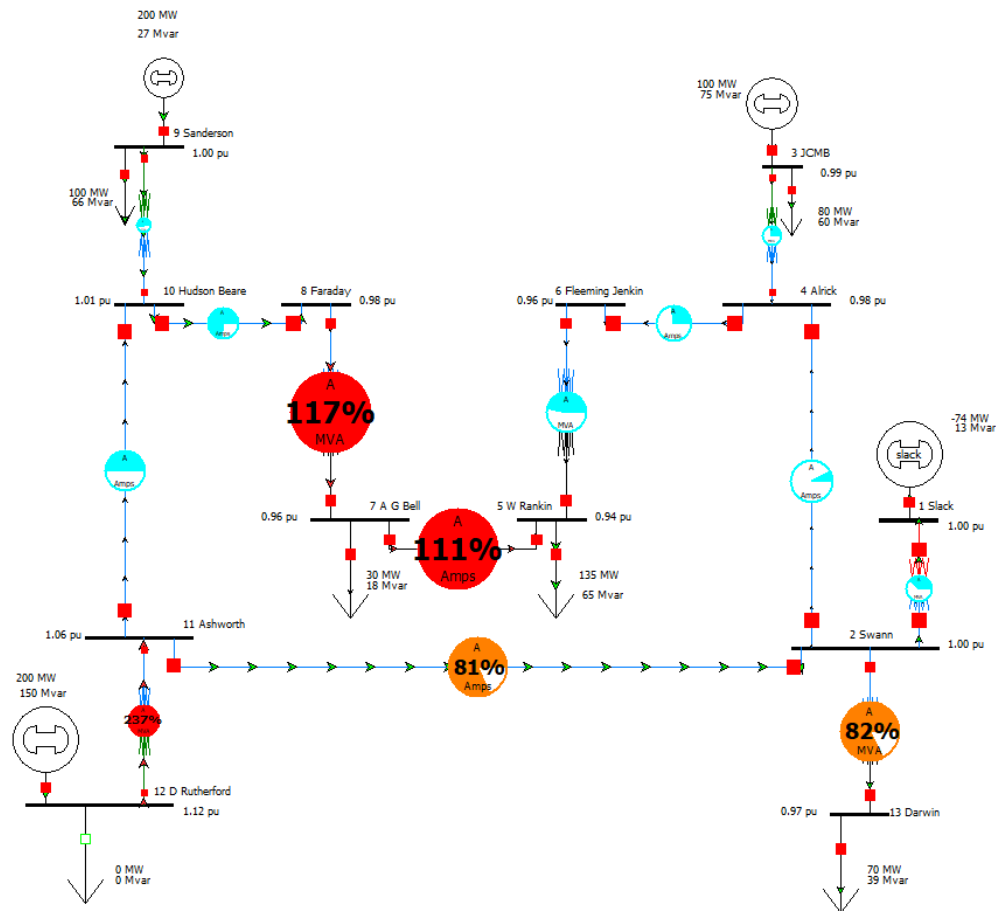 200 MW
27 Mvar
9 Sanderson
1.00 pu
100 MW
66 Mvar
100 MW
75 Mvar
3 JCMB
0.99 pu
80 MW
60 Mvar
1.01 pu
10 Hudson Beare
8 Faraday
0.98 pu
A
Amps
0.96 pu
6 Fleeming Jenkin
4 Alrick
0.98 pu
A
Amps
A
117%
MVA
A
MVA
A
Amps
A
Amps
-74 MW
13 Mvar
slack
1 Slack
1.00 pu
0.96 pu
7 A G Bell
5 W Rankin
0.94 pu
A
111%
Amps
30 MW
18 Mvar
135 MW
65 Mvar
A
MVA
1.06 pu
11 Ashworth
2 Swann
1.00 pu
A
81%
Amps
200 MW
150 Mvar
237%
A
82%
MVA
12 D Rutherford
1.12 pu
0.97 pu
13 Darwin
0 MW
0 Mvar
70 MW
39 Mvar